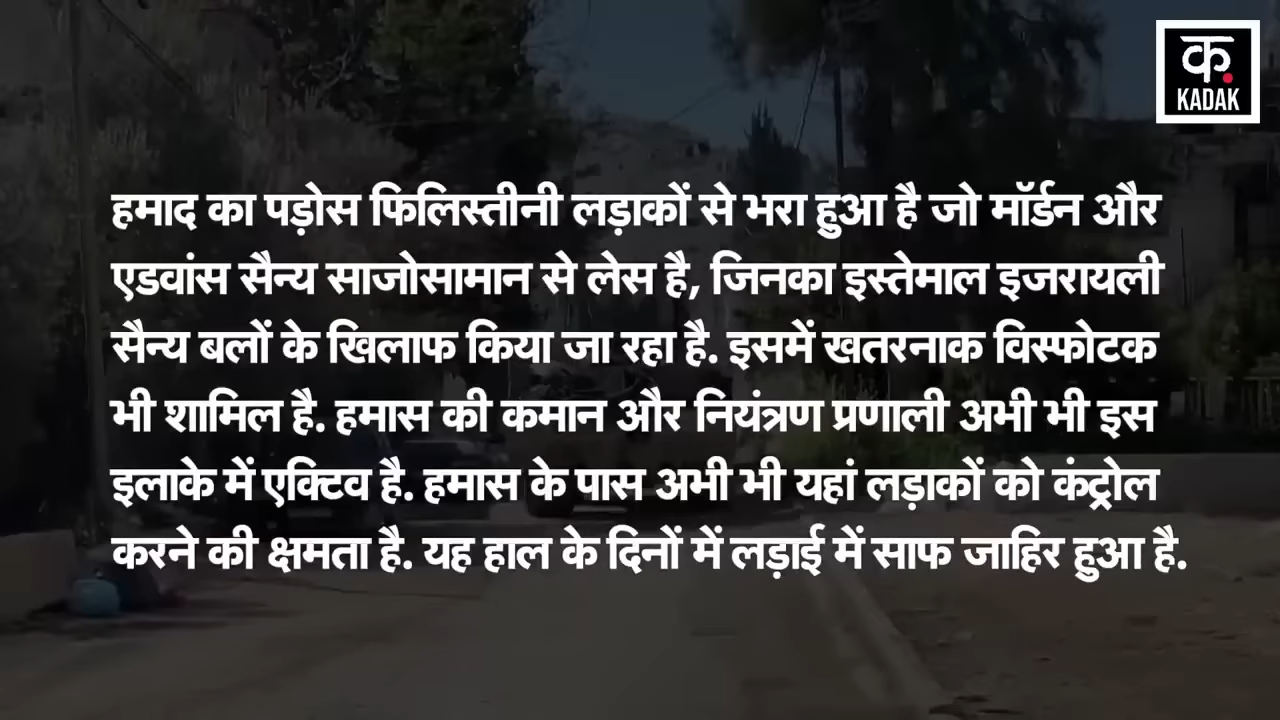 क
KADAK
हमाद का पड़ोस फिलिस्तीनी लड़ाकों से भरा हुआ है जो मॉर्डन और
एडवांस सैन्य साजोसामान से लेस है, जिनका इस्तेमाल इजरायली
सैन्य बलों के खिलाफ किया जा रहा है. इसमें खतरनाक विस्फोटक
भी शामिल है. हमास की कमान और नियंत्रण प्रणाली अभी भी इस
इलाके में एक्टिव है. हमास के पास अभी भी यहां लड़ाकों को कंट्रोल
करने की क्षमता है. यह हाल के दिनों में लड़ाई में साफ जाहिर हुआ है.